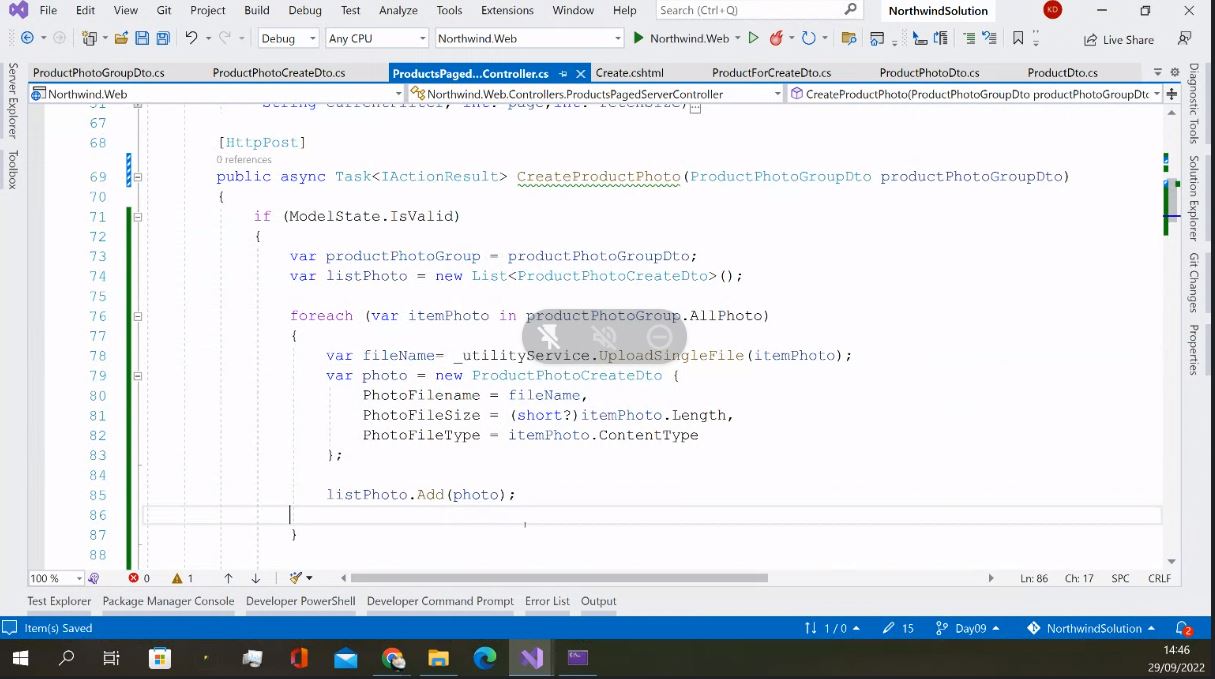 File Edit View Git Project Build Debug Test Analyze Tools Extensions Window Help Search (Ctrl+Q) NorthwindSolution KD
Debug Any CPU Northwind.Web Northwind.Web Live Share
ProductPhotoGroupDto.cs ProductPhotoCreateDto.cs ProductsPaged...Controller.cs Create.cshtml ProductForCreateDto.cs ProductPhotoDto.cs ProductDto.cs
Northwind.Web Northwind.Web.Controllers.ProductsPagedServerController CreateProductPhoto(ProductPhotoGroupDto productPhotoGroupDto
Server Explorer
Toolbox
string currentFilter, int? page,int? fetchSize)...
67
68 [HttpPost]
0 references
69 public async Task<IActionResult> CreateProductPhoto(ProductPhotoGroupDto productPhotoGroupDto)
70 {
71 if (ModelState.IsValid)
72 {
73 var productPhotoGroup = productPhotoGroupDto;
74 var listPhoto = new List<ProductPhotoCreateDto>();
75
76 foreach (var itemPhoto in productPhotoGroup.AllPhoto)
77 {
78 var fileName= _utilityService.UploadSingleFile(itemPhoto);
79 var photo = new ProductPhotoCreateDto {
80 PhotoFilename = fileName,
81 PhotoFileSize = (short?)itemPhoto.Length,
82 PhotoFileType = itemPhoto.ContentType
83 };
84
85 listPhoto.Add(photo);
86
87 }
88
Diagnostic Tools
Solution Explorer
Git Changes
Properties
100 % 0 1 Ln: 86 Ch: 17 SPC CRLF
Test Explorer Package Manager Console Developer PowerShell Developer Command Prompt Error List Output
Item(s) Saved 1 / 0 15 Day09 NorthwindSolution 2
14:46
29/09/2022